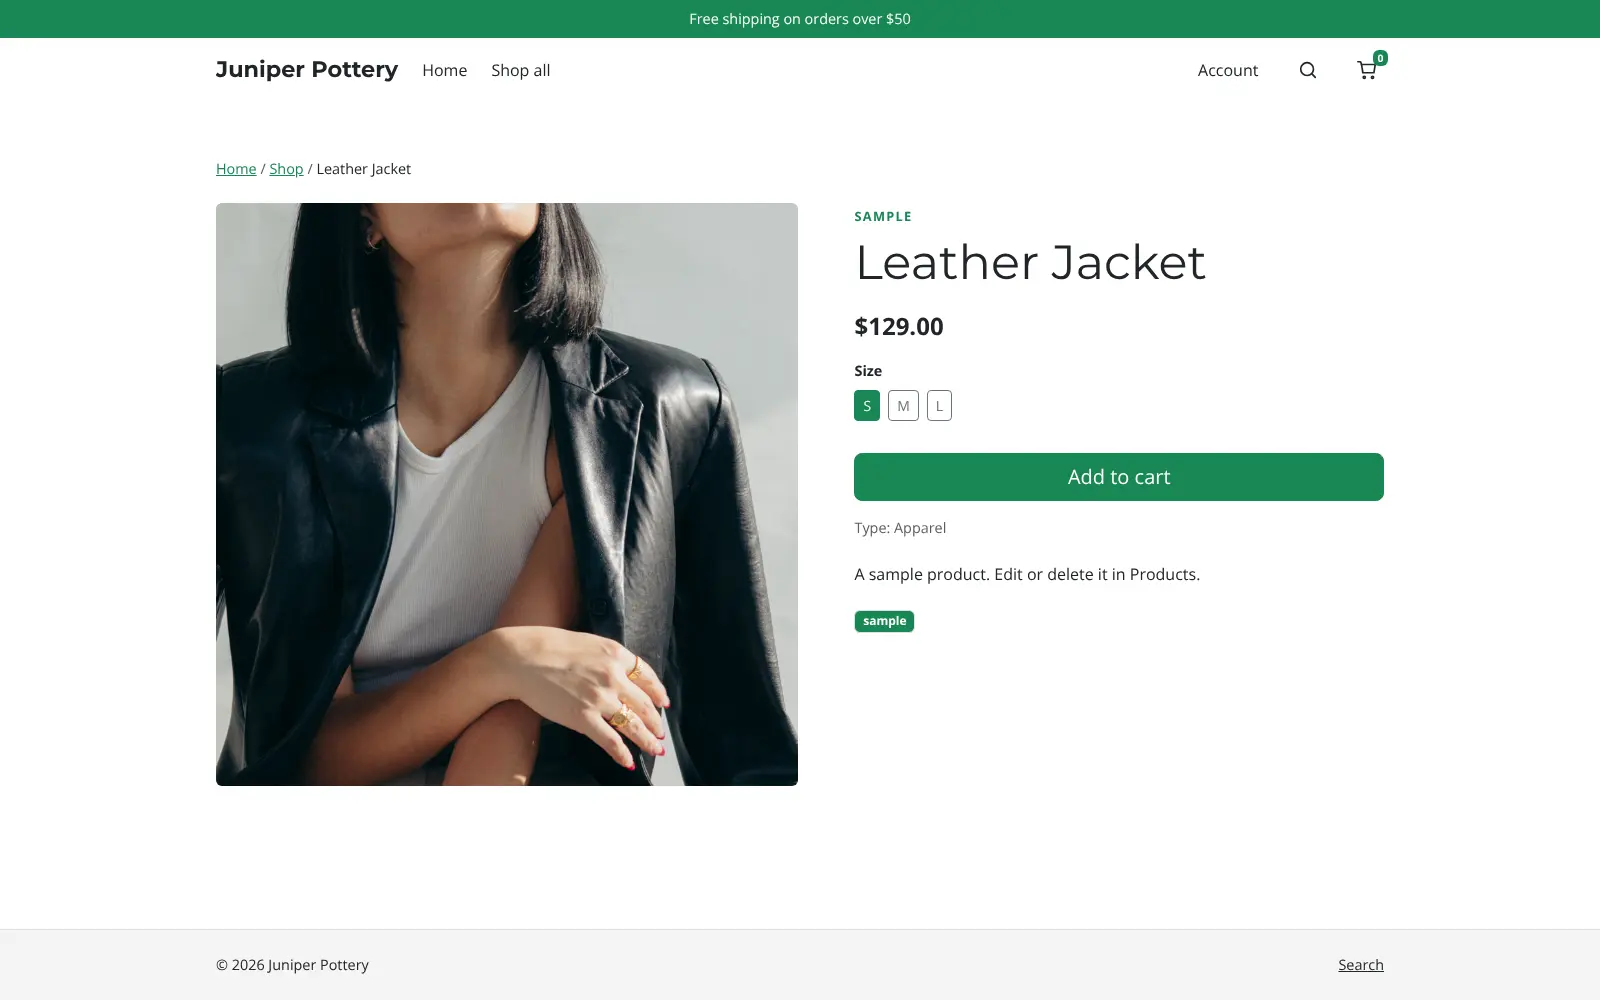 Free shipping on orders over $50
Juniper Pottery Home Shop all Account 0
Home / Shop / Leather Jacket
SAMPLE
Leather Jacket
$129.00
Size
S M L
Add to cart
Type: Apparel
A sample product. Edit or delete it in Products.
sample
© 2026 Juniper Pottery Search